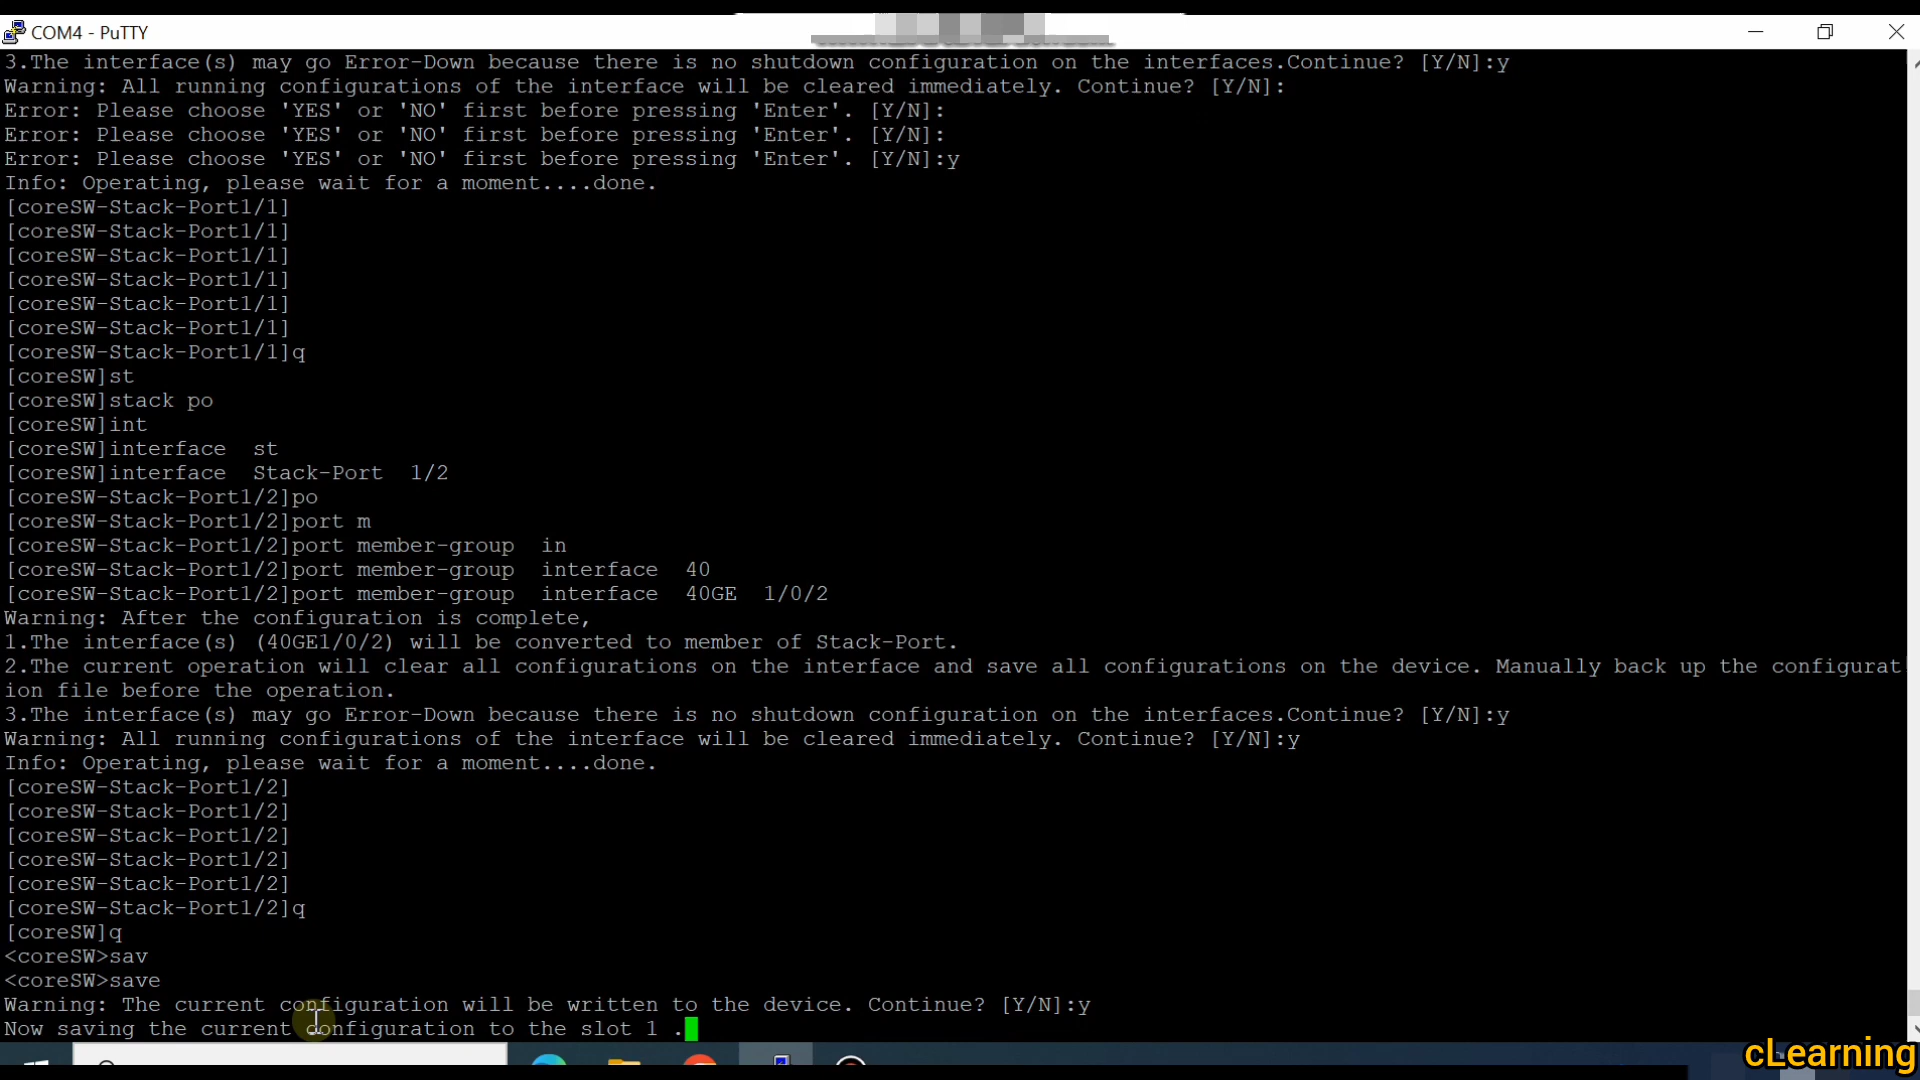 COM4 - PuTTY
3.The interface(s) may go Error-Down because there is no shutdown configuration on the interfaces.Continue? [Y/N]:y
Warning: All running configurations of the interface will be cleared immediately. Continue? [Y/N]:
Error: Please choose 'YES' or 'NO' first before pressing 'Enter'. [Y/N]:
Error: Please choose 'YES' or 'NO' first before pressing 'Enter'. [Y/N]:
Error: Please choose 'YES' or 'NO' first before pressing 'Enter'. [Y/N]:y
Info: Operating, please wait for a moment....done.
[coreSW-Stack-Port1/1]
[coreSW-Stack-Port1/1]
[coreSW-Stack-Port1/1]
[coreSW-Stack-Port1/1]
[coreSW-Stack-Port1/1]
[coreSW-Stack-Port1/1]
[coreSW-Stack-Port1/1]q
[coreSW]st
[coreSW]stack po
[coreSW]int
[coreSW]interface  st
[coreSW]interface  Stack-Port  1/2
[coreSW-Stack-Port1/2]po
[coreSW-Stack-Port1/2]port m
[coreSW-Stack-Port1/2]port member-group  in
[coreSW-Stack-Port1/2]port member-group  interface  40
[coreSW-Stack-Port1/2]port member-group  interface  40GE  1/0/2
Warning: After the configuration is complete,
1.The interface(s) (40GE1/0/2) will be converted to member of Stack-Port.
2.The current operation will clear all configurations on the interface and save all configurations on the device. Manually back up the configurat
ion file before the operation.
3.The interface(s) may go Error-Down because there is no shutdown configuration on the interfaces.Continue? [Y/N]:y
Warning: All running configurations of the interface will be cleared immediately. Continue? [Y/N]:y
Info: Operating, please wait for a moment....done.
[coreSW-Stack-Port1/2]
[coreSW-Stack-Port1/2]
[coreSW-Stack-Port1/2]
[coreSW-Stack-Port1/2]
[coreSW-Stack-Port1/2]
[coreSW-Stack-Port1/2]q
[coreSW]q
<coreSW>sav
<coreSW>save
Warning: The current configuration will be written to the device. Continue? [Y/N]:y
Now saving the current configuration to the slot 1 .
cLearning